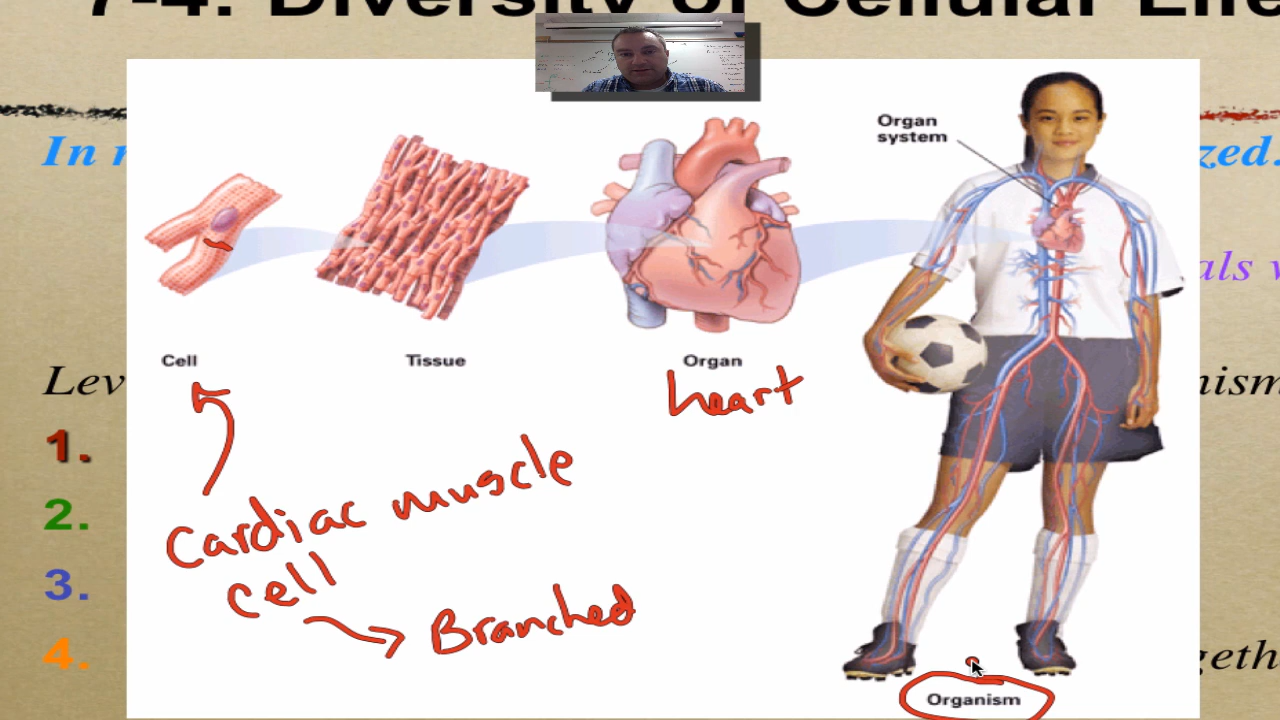 7-4. Diversity of Cellular Life
In
zed.
Organ
system
als
Cell
Tissue
Organ
heart
Lev
nism
1.
Cardiac muscle
cell
2.
3.
Branched
4.
geth
Organism